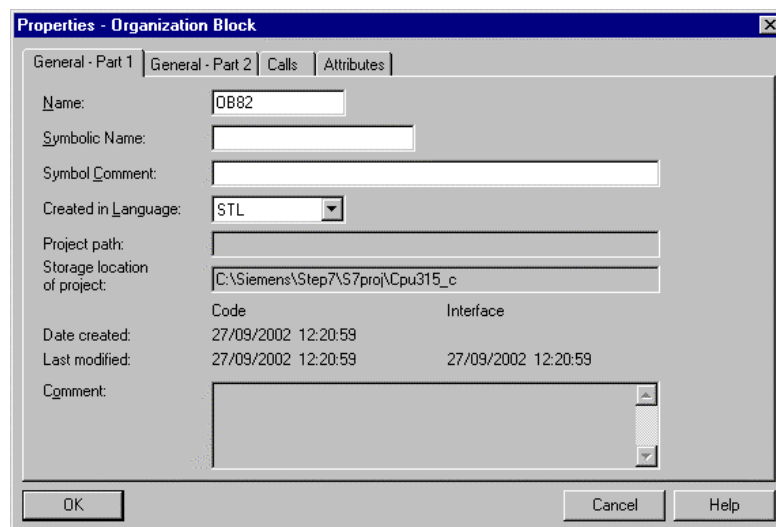 Properties - Organization Block
General - Part 1 General - Part 2 Calls Attributes
Name: OB82
Symbolic Name:
Symbol Comment:
Created in Language: STL
Project path:
Storage location
of project: C:\Siemens\Step7\S7proj\Cpu315_c
Code Interface
Date created: 27/09/2002 12:20:59
Last modified: 27/09/2002 12:20:59 27/09/2002 12:20:59
Comment:
OK Cancel Help